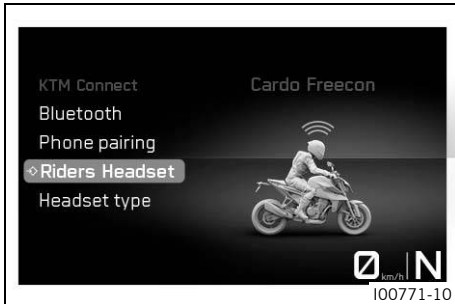 KTM Connect
Cardo Freecon
Bluetooth
Phone pairing
Riders Headset
Headset type
0 km/h N
I00771-10